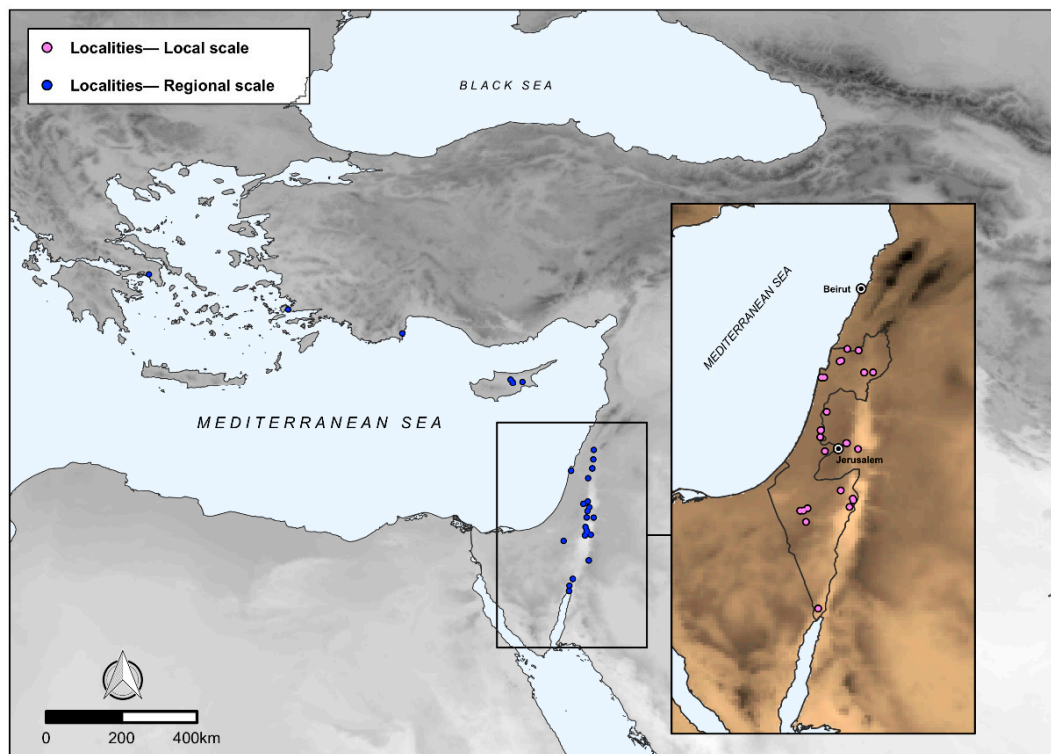 Localities— Local scale
Localities— Regional scale
BLACK SEA
MEDITERRANEAN SEA
Beirut
MEDITERRANEAN SEA
Jerusalem
0 200 400km